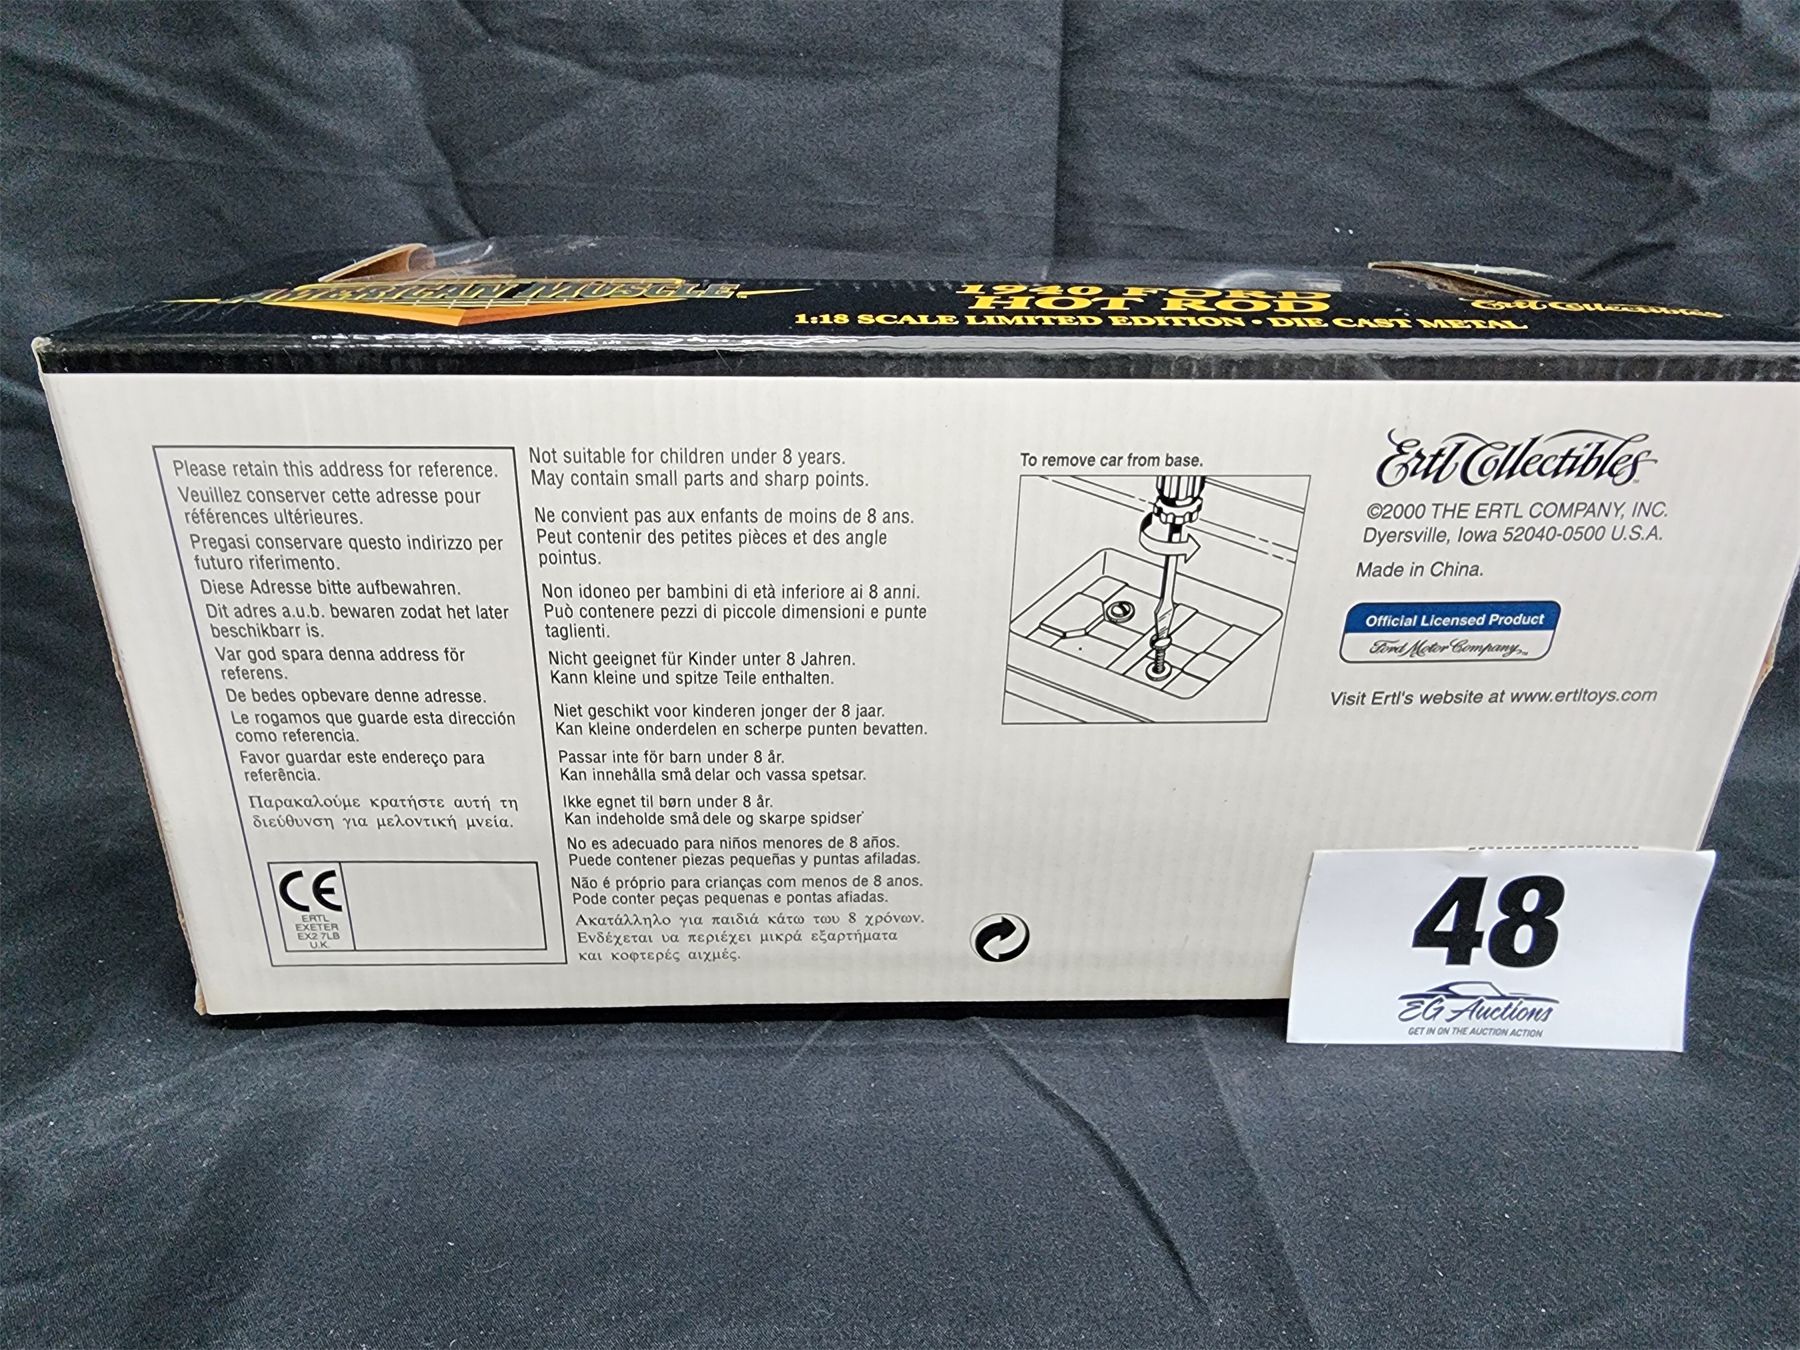 AMERICAN MUSCLE
1940 FORD
HOT ROD
1:18 SCALE LIMITED EDITION • DIE CAST METAL
Ertl Collectibles
Please retain this address for reference.
Veuillez conserver cette adresse pour
références ultérieures.
Pregasi conservare questo indirizzo per
futuro riferimento.
Diese Adresse bitte aufbewahren.
Dit adres a.u.b. bewaren zodat het later
beschikbarr is.
Var god spara denna address för
referens.
De bedes opbevare denne adresse.
Le rogamos que guarde esta dirección
como referencia.
Favor guardar este endereço para
referência.
Παρακαλούμε κρατήστε αυτή τη
διεύθυνση για μελοντική μνεία.
CE
ERTL
EXETER
EX2 7LB
U.K.
Not suitable for children under 8 years.
May contain small parts and sharp points.
Ne convient pas aux enfants de moins de 8 ans.
Peut contenir des petites pièces et des angle
pointus.
Non idoneo per bambini di età inferiore ai 8 anni.
Può contenere pezzi di piccole dimensioni e punte
taglienti.
Nicht geeignet für Kinder unter 8 Jahren.
Kann kleine und spitze Teile enthalten.
Niet geschikt voor kinderen jonger der 8 jaar.
Kan kleine onderdelen en scherpe punten bevatten.
Passar inte för barn under 8 år.
Kan innehålla små delar och vassa spetsar.
Ikke egnet til børn under 8 år.
Kan indeholde små dele og skarpe spidser
No es adecuado para niños menores de 8 años.
Puede contener piezas pequeñas y puntas afiladas.
Não é próprio para crianças com menos de 8 anos.
Pode conter peças pequenas e pontas afiadas.
Ακατάλληλο για παιδιά κάτω του 8 χρόνων.
Ενδέχεται υα περιέχει μικρά εξαρτήματα
και κοφτερές αιχμές.
To remove car from base.
Ertl Collectibles
©2000 THE ERTL COMPANY, INC.
Dyersville, Iowa 52040-0500 U.S.A.
Made in China.
Official Licensed Product
Ford Motor Company
Visit Ertl's website at www.ertltoys.com
48
EG Auctions
GET IN ON THE AUCTION ACTION